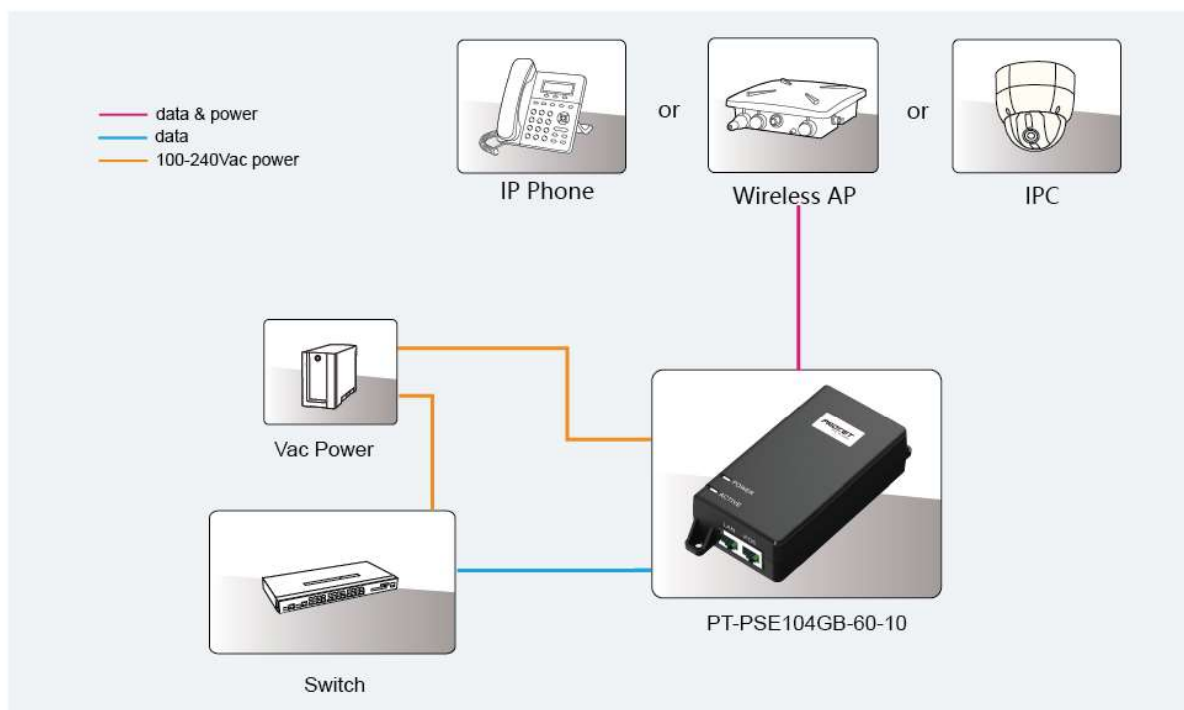 data & power
data
100-240Vac power
IP Phone
or
Wireless AP
or
IPC
Vac Power
PROCET
POWER
ACTIVE
LAN
POE
PT-PSE104GB-60-10
Switch